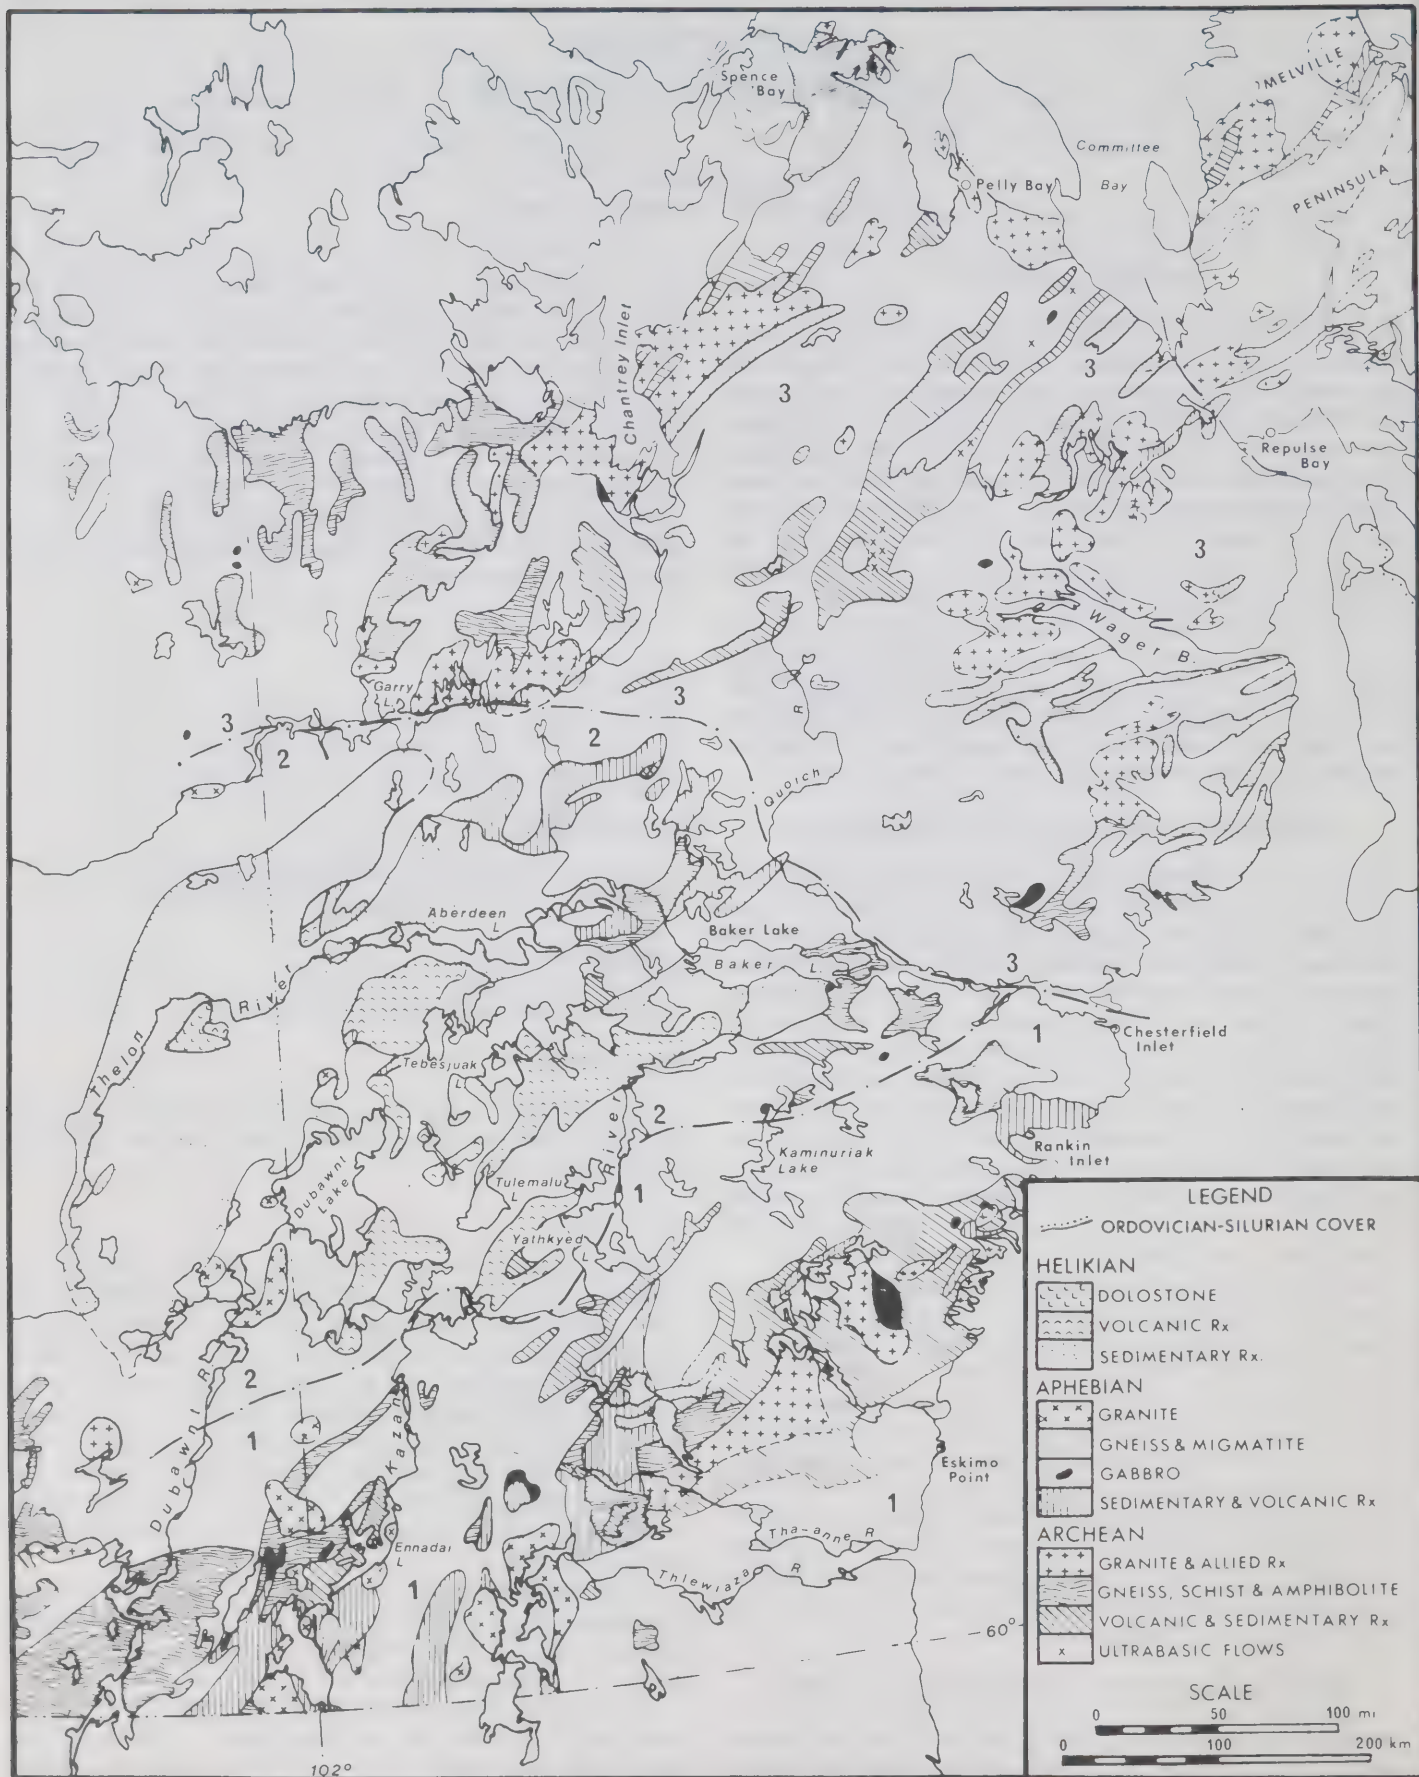 Spence
Bay
MELVILLE
PENINSULA
Committee
Bay
Pelly Bay
Chantrey Inlet
3
3
Repulse
Bay
3
Wager B.
Garry
L.
3
3
2
2
R
Quoich
Aberdeen
L
Baker Lake
Baker L.
3
River
Thelon
1
Chesterfield
Inlet
Tebesjuak
L
2
River
Kaminuriak
Lake
Rankin
Inlet
Tulemalu
L
1
Dubawnt
Lake
Yathkyed
L
2
1
Dubawnt R
Kazan
Eskimo
Point
1
Tha-anne R
Ennadai
L
1
Thlewiaza R
60°
102°
LEGEND
ORDOVICIAN-SILURIAN COVER
HELIKIAN
DOLOSTONE
VOLCANIC Rx
SEDIMENTARY Rx.
APHEBIAN
GRANITE
GNEISS & MIGMATITE
GABBRO
SEDIMENTARY & VOLCANIC Rx
ARCHEAN
GRANITE & ALLIED Rx
GNEISS, SCHIST & AMPHIBOLITE
VOLCANIC & SEDIMENTARY Rx
x ULTRABASIC FLOWS
SCALE
0 50 100 mi
0 100 200 km